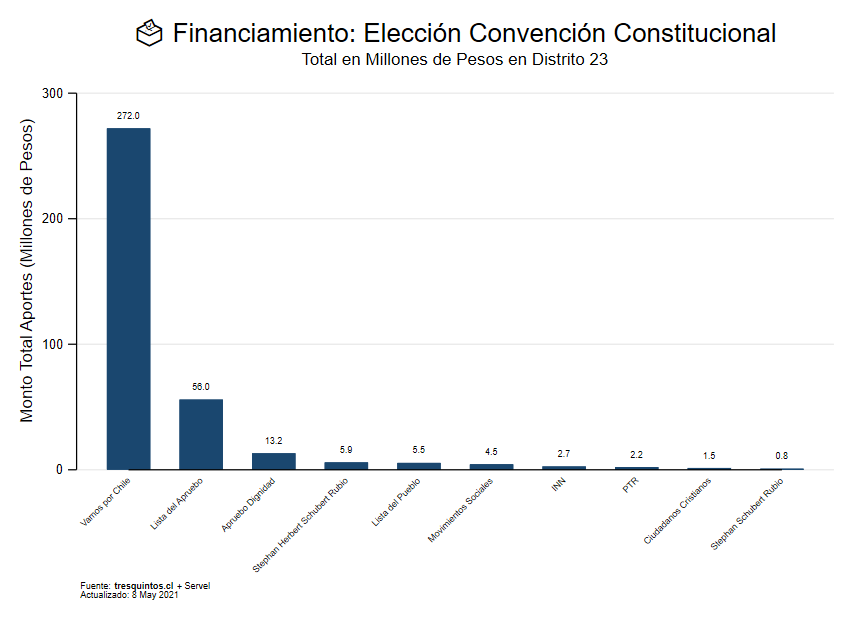 Financiamiento: Elección Convención Constitucional
Total en Millones de Pesos en Distrito 23
Monto Total Aportes (Millones de Pesos)
300
200
100
0
272.0
56.0
13.2
5.9
5.5
4.5
2.7
2.2
1.5
0.8
Vamos por Chile
Lista del Apruebo
Apruebo Dignidad
Stephan Herbert Schubert Rubio
Lista del Pueblo
Movimientos Sociales
INN
PTR
Ciudadanos Cristianos
Stephan Schubert Rubio
Fuente: tresquintos.cl + Servel
Actualizado: 8 May 2021